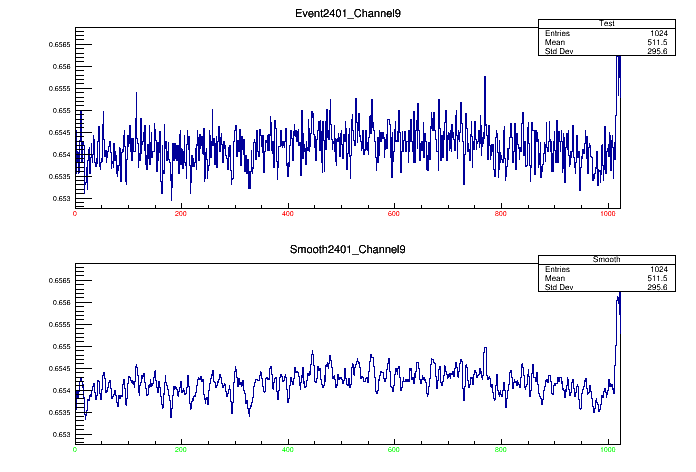 Event2401_Channel9
Test
Entries 1024
Mean 511.5
Std Dev 295.6
0.6565
0.656
0.6555
0.655
0.6545
0.654
0.6535
0.653
0 200 400 600 800 1000
Smooth2401_Channel9
Smooth
Entries 1024
Mean 511.5
Std Dev 295.6
0.6565
0.656
0.6555
0.655
0.6545
0.654
0.6535
0.653
0 200 400 600 800 1000